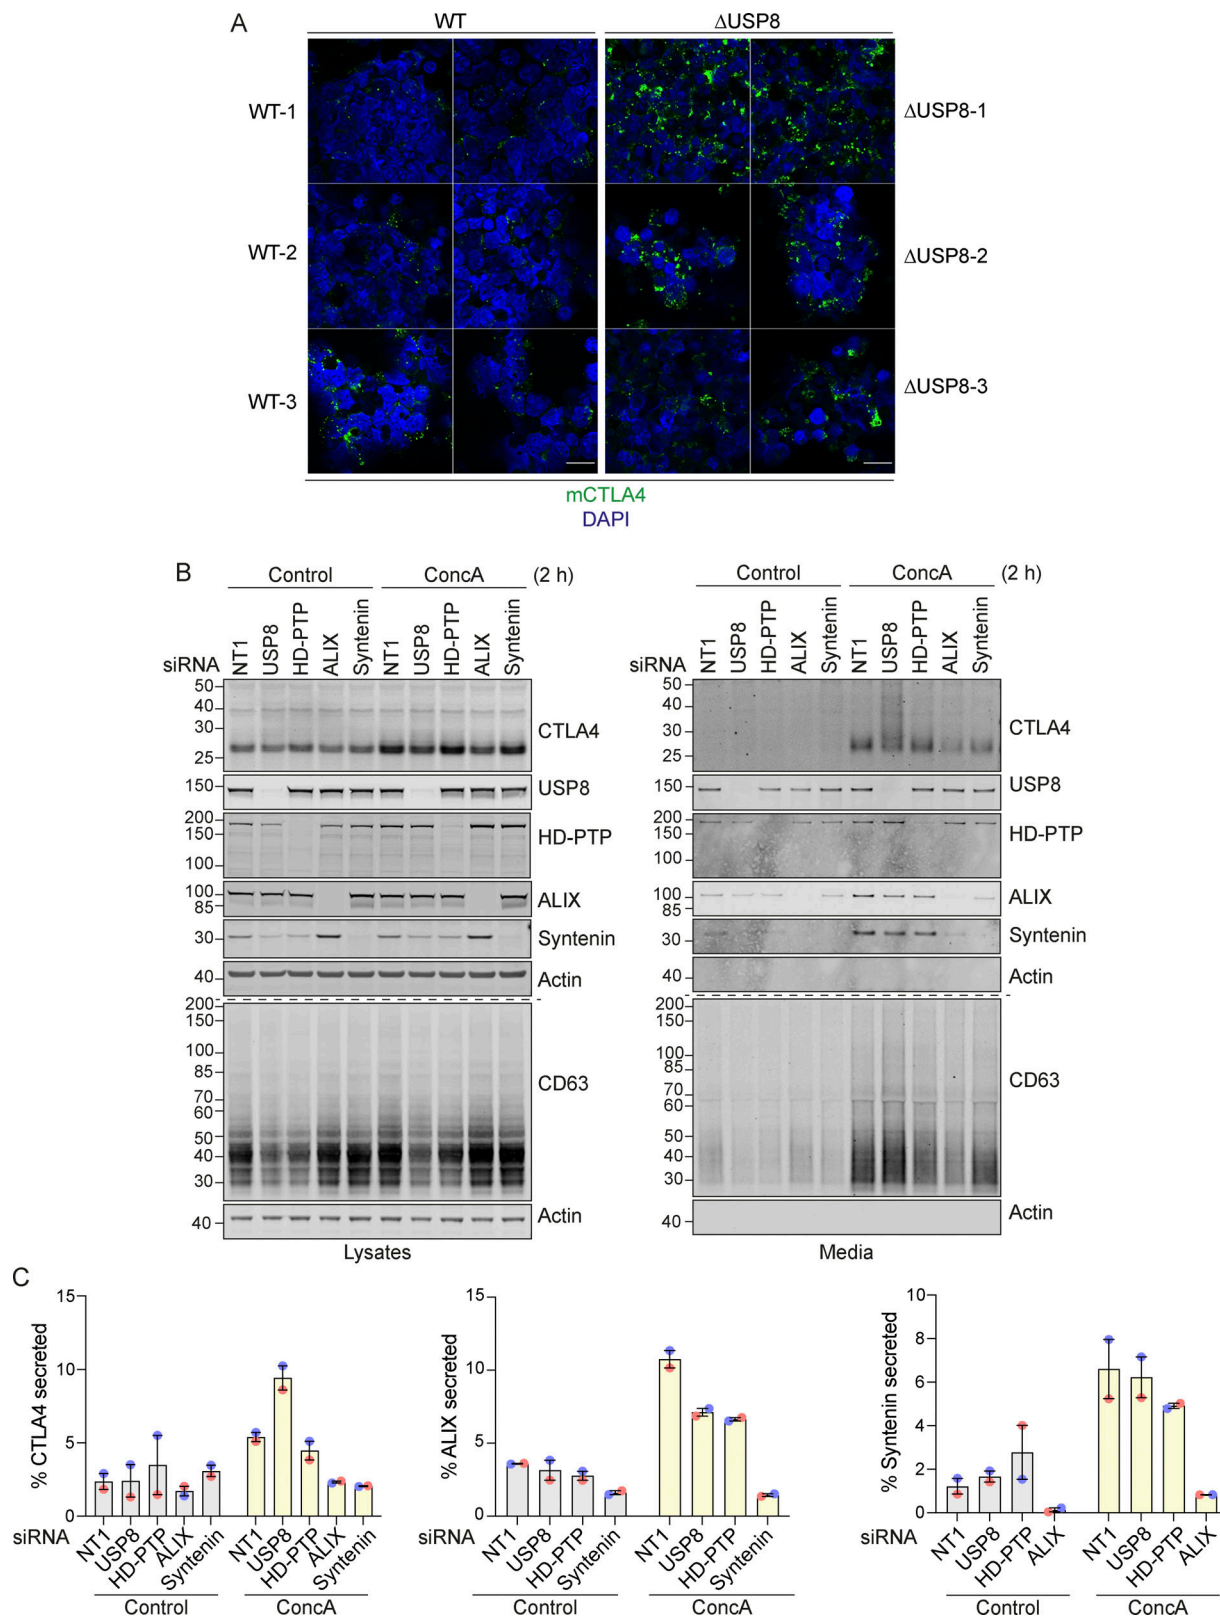 A
WT
ΔUSP8
WT-1
ΔUSP8-1
WT-2
ΔUSP8-2
WT-3
ΔUSP8-3
mCTLA4
DAPI
B
Control
ConcA
(2 h)
siRNA
NT1
USP8
HD-PTP
ALIX
Syntenin
NT1
USP8
HD-PTP
ALIX
Syntenin
50
40
30
25
CTLA4
150
USP8
200
150
100
HD-PTP
100
85
ALIX
30
Syntenin
40
Actin
200
150
100
85
70
60
50
40
30
CD63
40
Actin
Lysates
Control
ConcA
(2 h)
siRNA
NT1
USP8
HD-PTP
ALIX
Syntenin
NT1
USP8
HD-PTP
ALIX
Syntenin
50
40
30
25
CTLA4
150
USP8
200
150
100
HD-PTP
100
85
ALIX
30
Syntenin
40
Actin
200
150
100
85
70
60
50
40
30
CD63
40
Actin
Media
C
% CTLA4 secreted
15
10
5
0
siRNA
NT1
USP8
HD-PTP
ALIX
Syntenin
NT1
USP8
HD-PTP
ALIX
Syntenin
Control
ConcA
% ALIX secreted
15
10
5
0
siRNA
NT1
USP8
HD-PTP
Syntenin
NT1
USP8
HD-PTP
Syntenin
Control
ConcA
% Syntenin secreted
10
8
6
4
2
0
siRNA
NT1
USP8
HD-PTP
ALIX
NT1
USP8
HD-PTP
ALIX
Control
ConcA